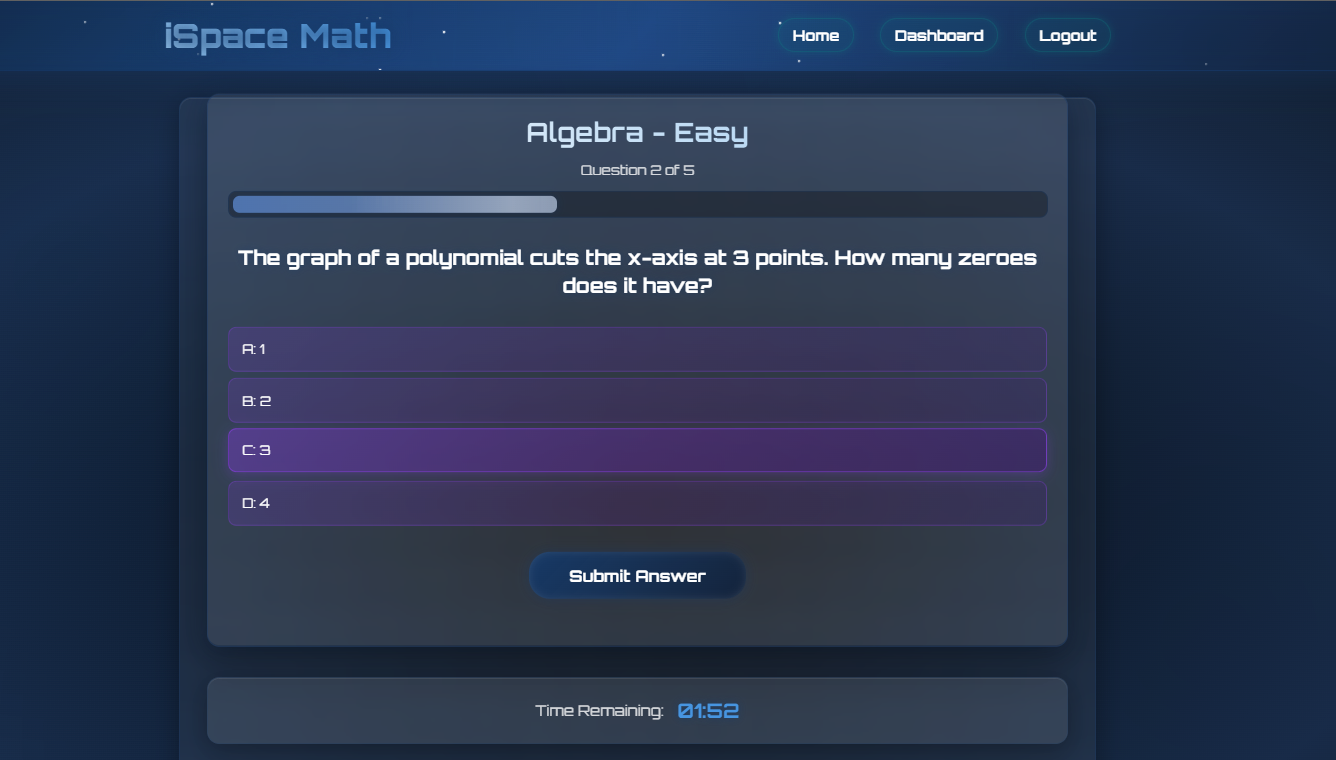 iSpace Math
Home
Dashboard
Logout
Algebra - Easy
Question 2 of 5
The graph of a polynomial cuts the x-axis at 3 points. How many zeroes
does it have?
A: 1
B: 2
C: 3
D: 4
Submit Answer
Time Remaining: 01:52